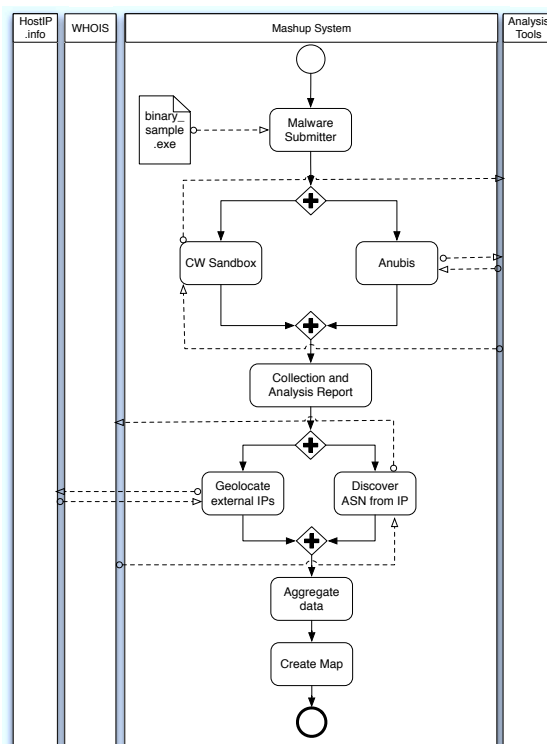 HostIP
.info
WHOIS
Mashup System
Analysis
Tools
binary_
sample
.exe
Malware
Submitter
CW Sandbox
Anubis
Collection and
Analysis Report
Geolocate
external IPs
Discover
ASN from IP
Aggregate
data
Create Map